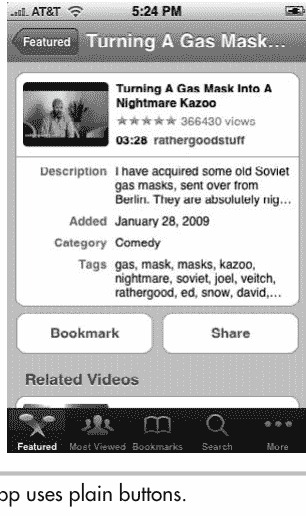 AT&T 5:24 PM
Featured Turning A Gas Mask...
Turning A Gas Mask Into A
Nightmare Kazoo
366430 views
03:28 rathergoodstuff
Description I have acquired some old Soviet
gas masks, sent over from
Berlin. They are absolutely nig...
Added January 28, 2009
Category Comedy
Tags gas, mask, masks, kazoo,
nightmare, soviet, joel, veitch,
rathergood, ed, snow, david,...
Bookmark Share
Related Videos
Featured Most Viewed Bookmarks Search More
pp uses plain buttons.